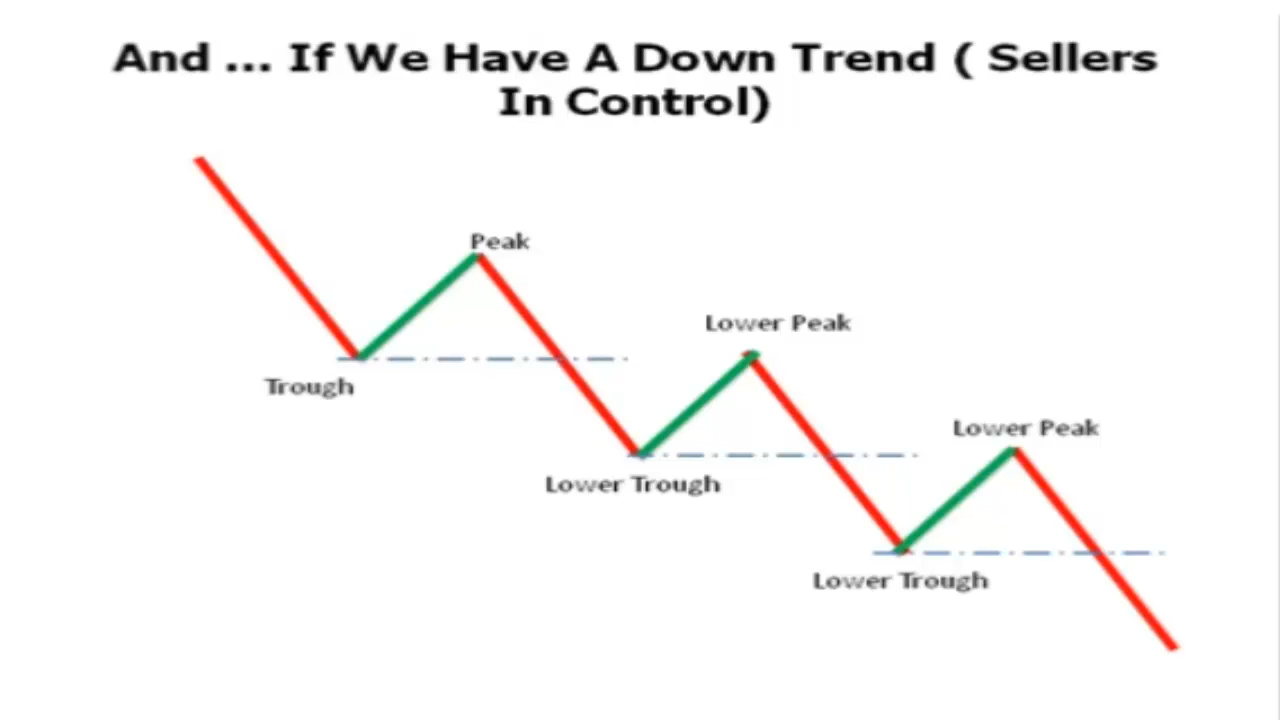 And ... If We Have A Down Trend ( Sellers
In Control)
Peak
Lower Peak
Trough
Lower Peak
Lower Trough
Lower Trough